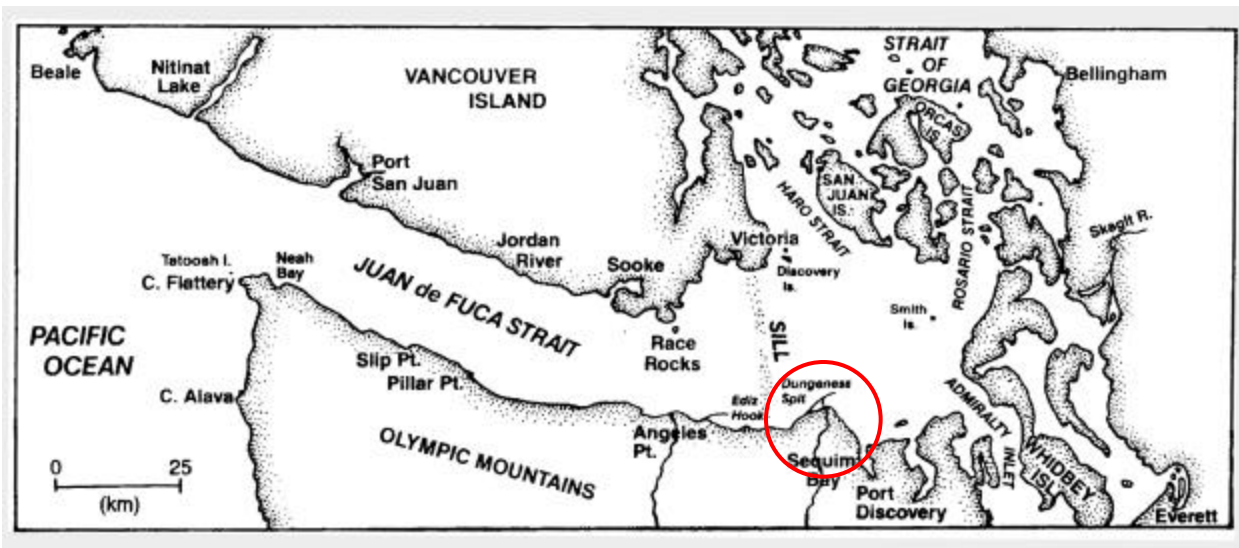 Beale
Nitinat
Lake
VANCOUVER
ISLAND
STRAIT
OF
GEORGIA
Bellingham
ORCAS
IS.
Port
San Juan
SAN
JUAN
IS.
HARO STRAIT
ROSARIO STRAIT
Skagit R.
Jordan
River
Victoria
Discovery
Is.
Sooke
Tatoosh I.
C. Flattery
Neah
Bay
JUAN de FUCA STRAIT
Smith
Is.
PACIFIC
OCEAN
Race
Rocks
SILL
Slip Pt.
Pillar Pt.
C. Alava
Ediz
Hook
Dungeness
Spit
ADMIRALTY
INLET
Angeles
Pt.
OLYMPIC MOUNTAINS
Sequim
Bay
WHIDBEY
ISL.
Port
Discovery
Everett
0 25
(km)